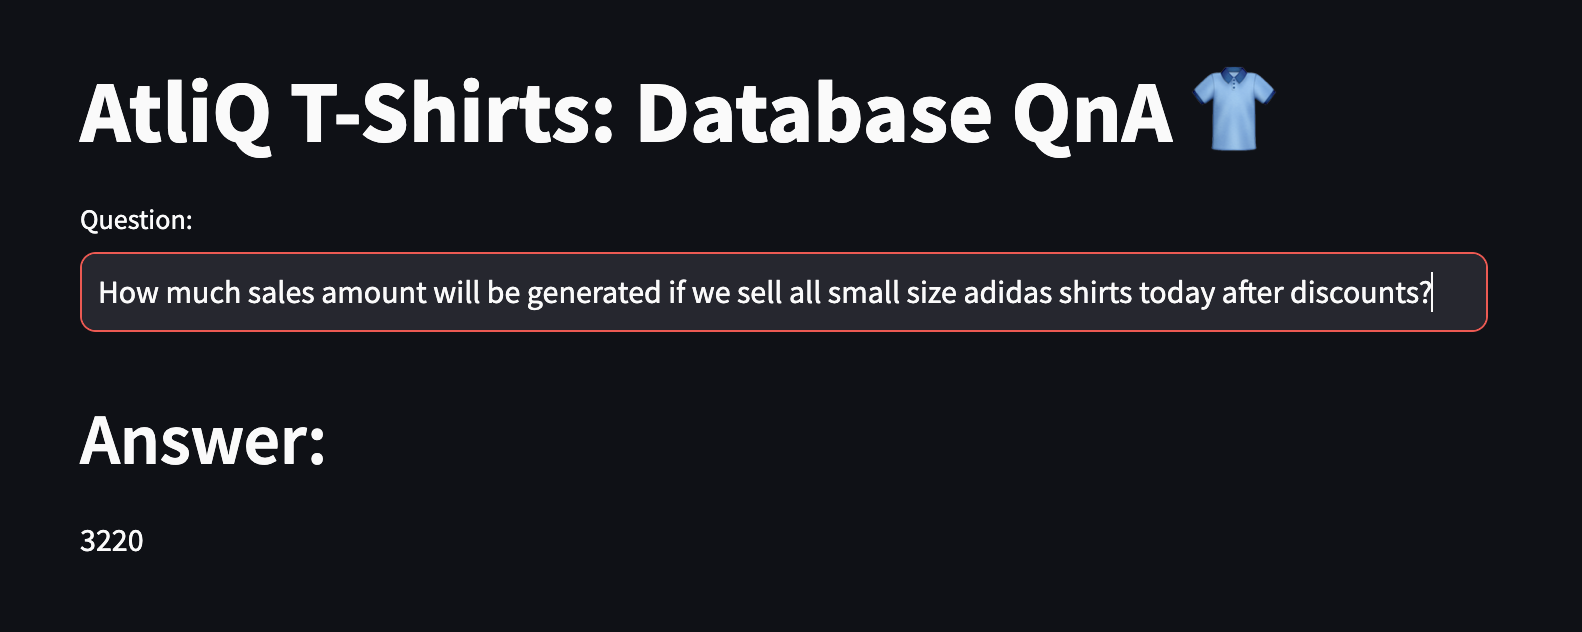 AtliQ T-Shirts: Database QnA 👕
Question:
How much sales amount will be generated if we sell all small size adidas shirts today after discounts?
Answer:
3220